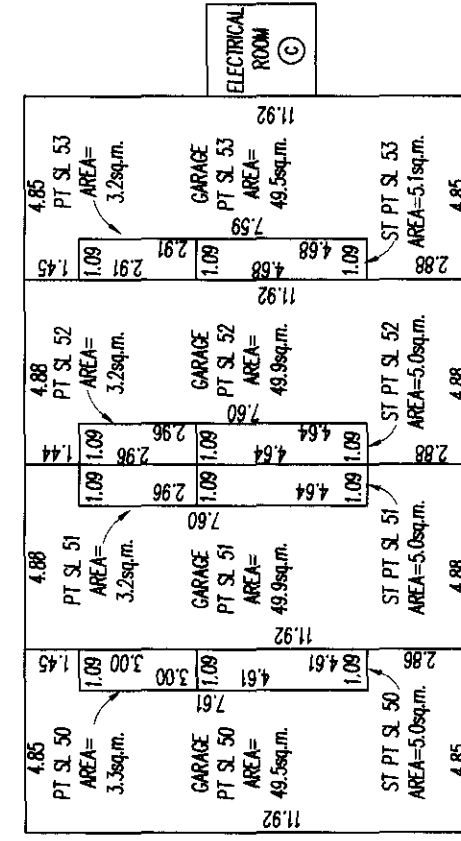 4.85
PT SL 50
AREA=
3.3sq.m.
GARAGE
PT SL 50
AREA=
49.5sq.m.
ST PT SL 50
AREA=5.0sq.m.
4.85
11.92
1.45
1.09
3.00
3.00
7.61
1.09
4.61
4.61
1.09
2.86
11.92
4.88
PT SL 51
AREA=
3.2sq.m.
GARAGE
PT SL 51
AREA=
49.9sq.m.
ST PT SL 51
AREA=5.0sq.m.
4.88
7.60
1.09
2.96
1.09
4.64
1.09
1.44
2.88
4.88
PT SL 52
AREA=
3.2sq.m.
GARAGE
PT SL 52
AREA=
49.9sq.m.
ST PT SL 52
AREA=5.0sq.m.
4.88
1.09
2.96
2.96
7.60
1.09
4.64
4.64
1.09
11.92
4.85
PT SL 53
AREA=
3.2sq.m.
GARAGE
PT SL 53
AREA=
49.5sq.m.
ST PT SL 53
AREA=5.1sq.m.
4.85
1.45
1.09
2.91
2.91
7.59
1.09
4.68
4.68
1.09
2.88
11.92
ELECTRICAL
ROOM
C